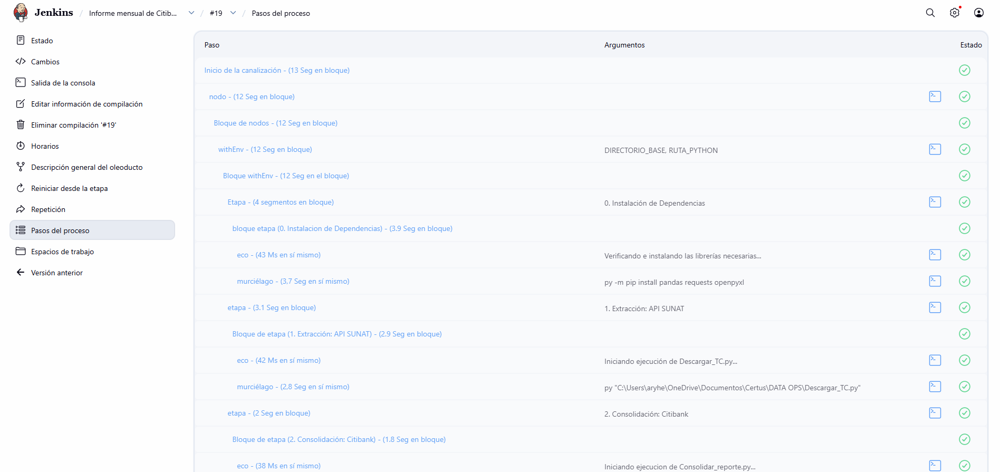 Jenkins / Informe mensual de Citib... / #19 / Pasos del proceso
Estado
Cambios
Salida de la consola
Editar información de compilación
Eliminar compilación '#19'
Horarios
Descripción general del oleoducto
Reiniciar desde la etapa
Repetición
Pasos del proceso
Espacios de trabajo
Versión anterior
Paso Argumentos Estado
Inicio de la canalización - (13 Seg en bloque)
nodo - (12 Seg en bloque)
Bloque de nodos - (12 Seg en bloque)
withEnv - (12 Seg en bloque) DIRECTORIO_BASE, RUTA_PYTHON
Bloque withEnv - (12 Seg en el bloque)
Etapa - (4 segmentos en bloque) 0. Instalación de Dependencias
bloque etapa (0. Instalacion de Dependencias) - (3.9 Seg en bloque)
eco - (43 Ms en sí mismo) Verificando e instalando las librerías necesarias...
murciélago - (3,7 Seg en sí mismo) py -m pip install pandas requests openpyxl
etapa - (3.1 Seg en bloque) 1. Extracción: API SUNAT
Bloque de etapa (1. Extracción: API SUNAT) - (2.9 Seg en bloque)
eco - (42 Ms en sí mismo) Iniciando ejecución de Descargar_TC.py...
murciélago - (2,8 Seg en sí mismo) py "C:\Users\aryhe\OneDrive\Documentos\Certus\DATA OPS\Descargar_TC.py"
etapa - (2 Seg en bloque) 2. Consolidación: Citibank
Bloque de etapa (2. Consolidación: Citibank) - (1.8 Seg en bloque)
eco - (38 Ms en sí mismo) Iniciando ejecucion de Consolidar_reporte.py...